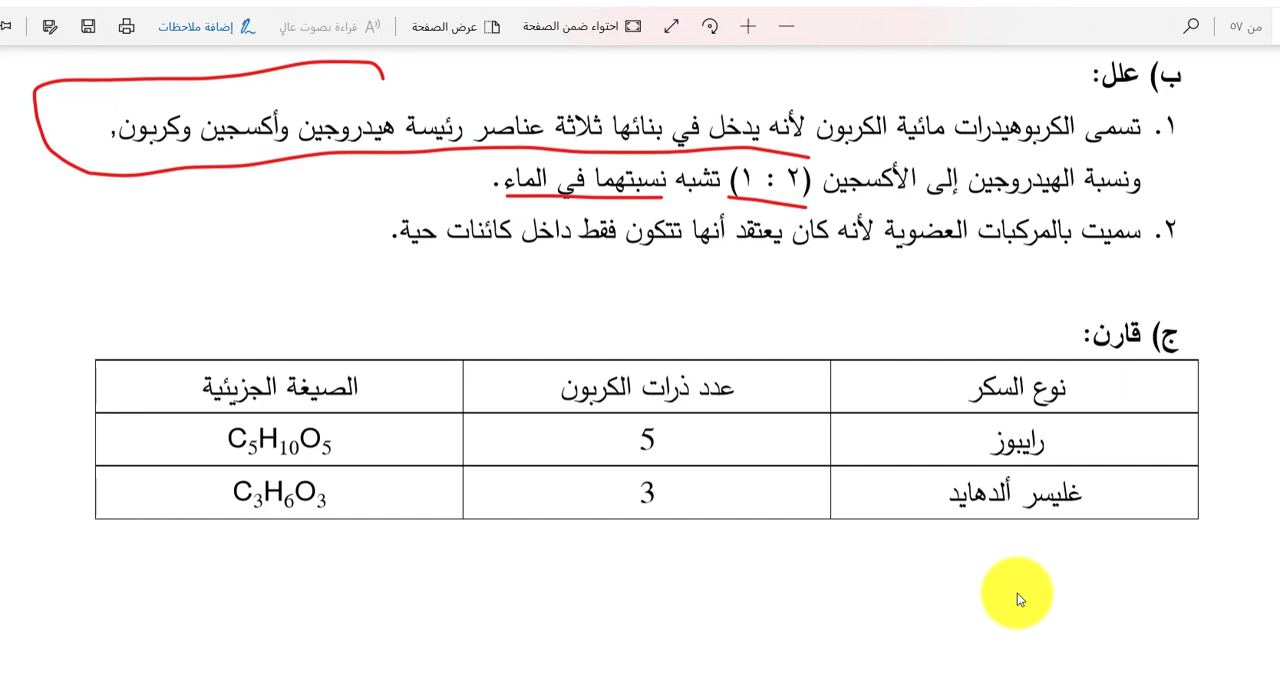 من ٥٧
احتواء ضمن الصفحة
عرض الصفحة
قراءة بصوت عالٍ
إضافة ملاحظات
ب) علل:
١. تسمى الكربوهيدرات مائية الكربون لأنه يدخل في بنائها ثلاثة عناصر رئيسة هيدروجين وأكسجين وكربون,
ونسبة الهيدروجين إلى الأكسجين (٢ : ١) تشبه نسبتهما في الماء.
٢. سميت بالمركبات العضوية لأنه كان يعتقد أنها تتكون فقط داخل كائنات حية.
ج) قارن:
نوع السكر عدد ذرات الكربون الصيغة الجزيئية
رايبوز 5 C₅H₁₀O₅
غليسر ألدهايد 3 C₃H₆O₃